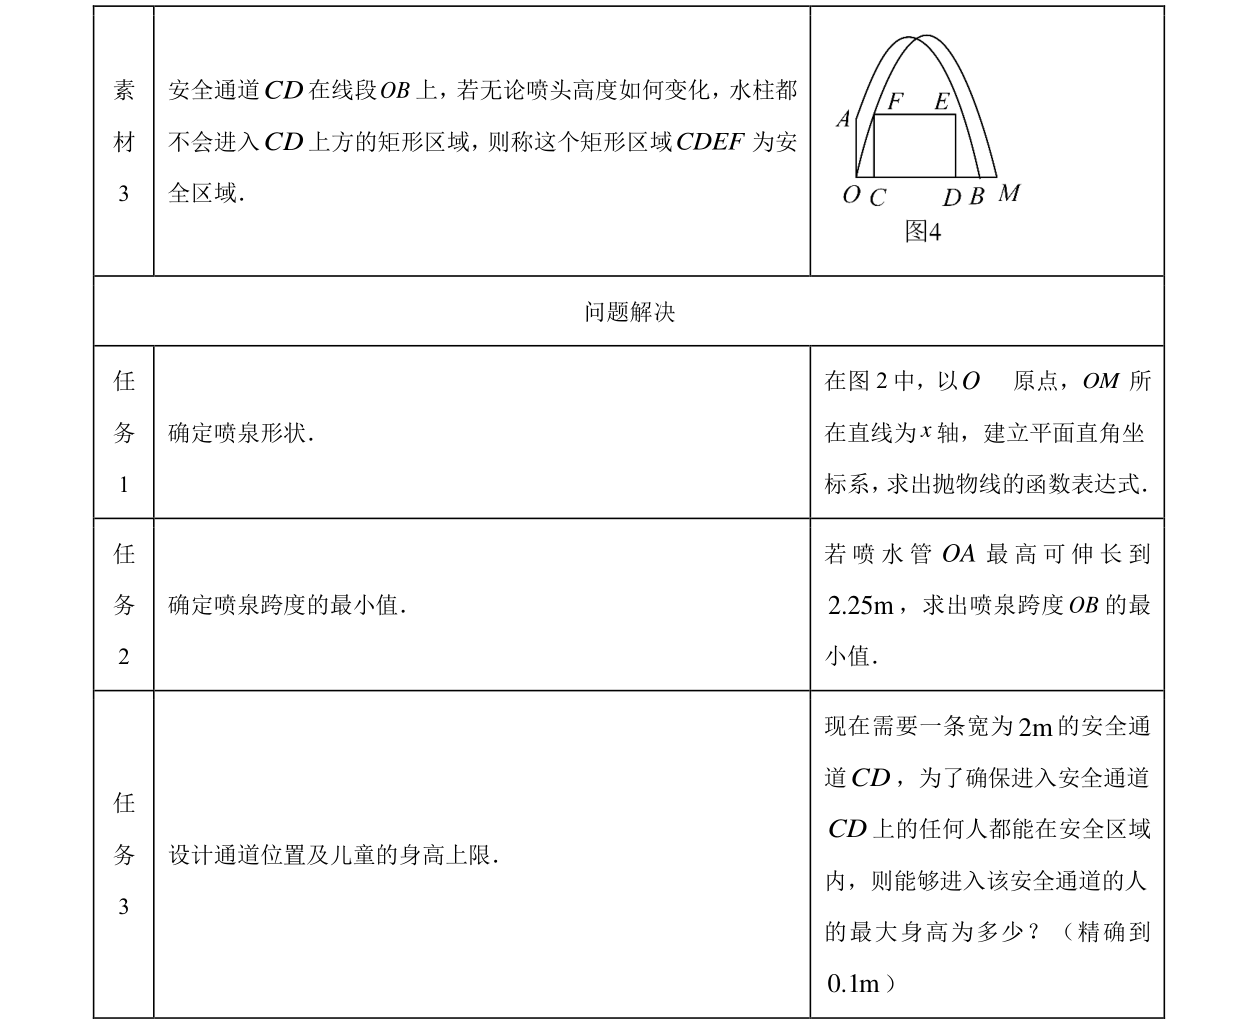 素
材
3
安全通道CD在线段OB上，若无论喷头高度如何变化，水柱都
不会进入CD上方的矩形区域，则称这个矩形区域CDEF 为安
全区域．
A
F
E
O
C
D
B
M
图4
问题解决
任
务
1
确定喷泉形状．
在图 2 中，以O 原点，OM 所
在直线为x轴，建立平面直角坐
标系，求出抛物线的函数表达式．
任
务
2
确定喷泉跨度的最小值．
若喷水管 OA 最高可伸长到
2.25m，求出喷泉跨度OB的最
小值．
任
务
3
设计通道位置及儿童的身高上限．
现在需要一条宽为2m的安全通
道CD，为了确保进入安全通道
CD上的任何人都能在安全区域
内，则能够进入该安全通道的人
的最大身高为多少？（精确到
0.1m）